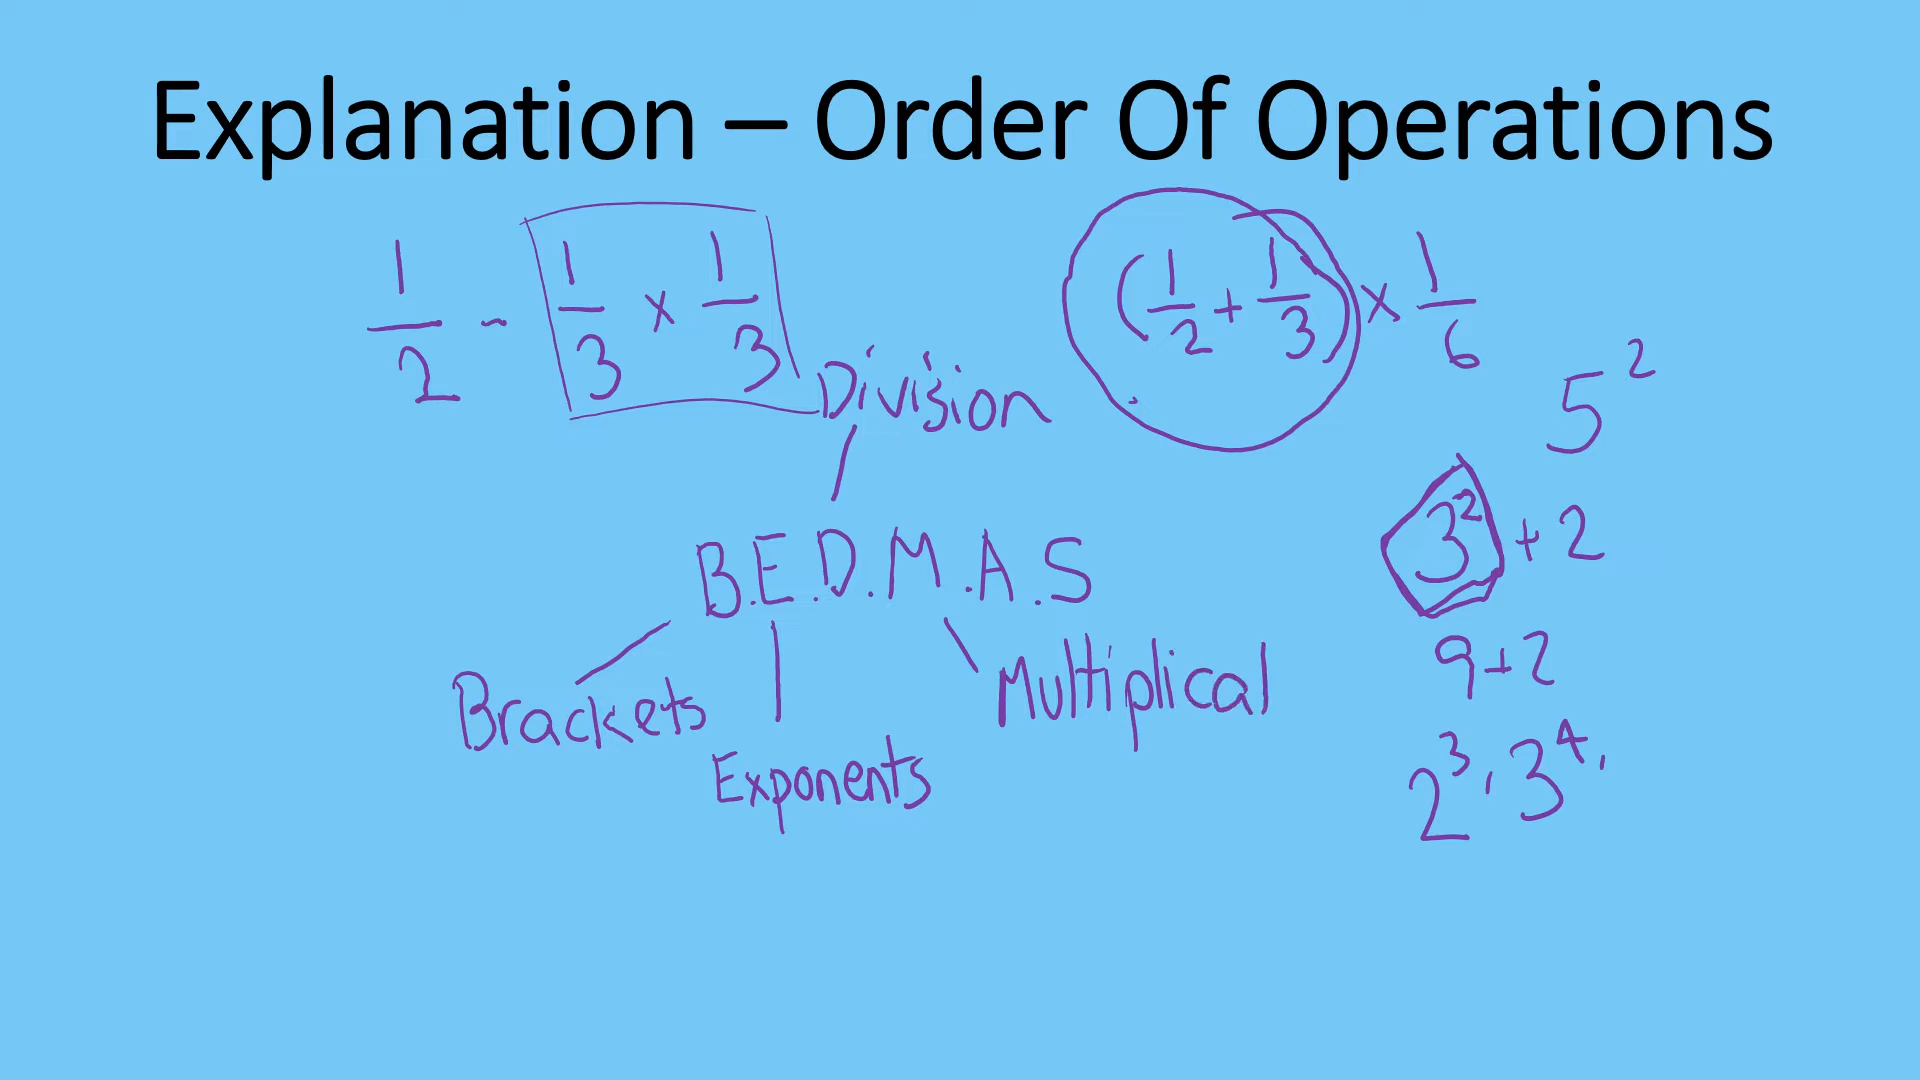 Explanation – Order Of Operations
1/2 - 1/3 x 1/3
(1/2 + 1/3) x 1/6
5²
Division
3² + 2
B.E.D.M.A.S
9+2
Brackets
Multiplical
Exponents
2³, 3⁴,